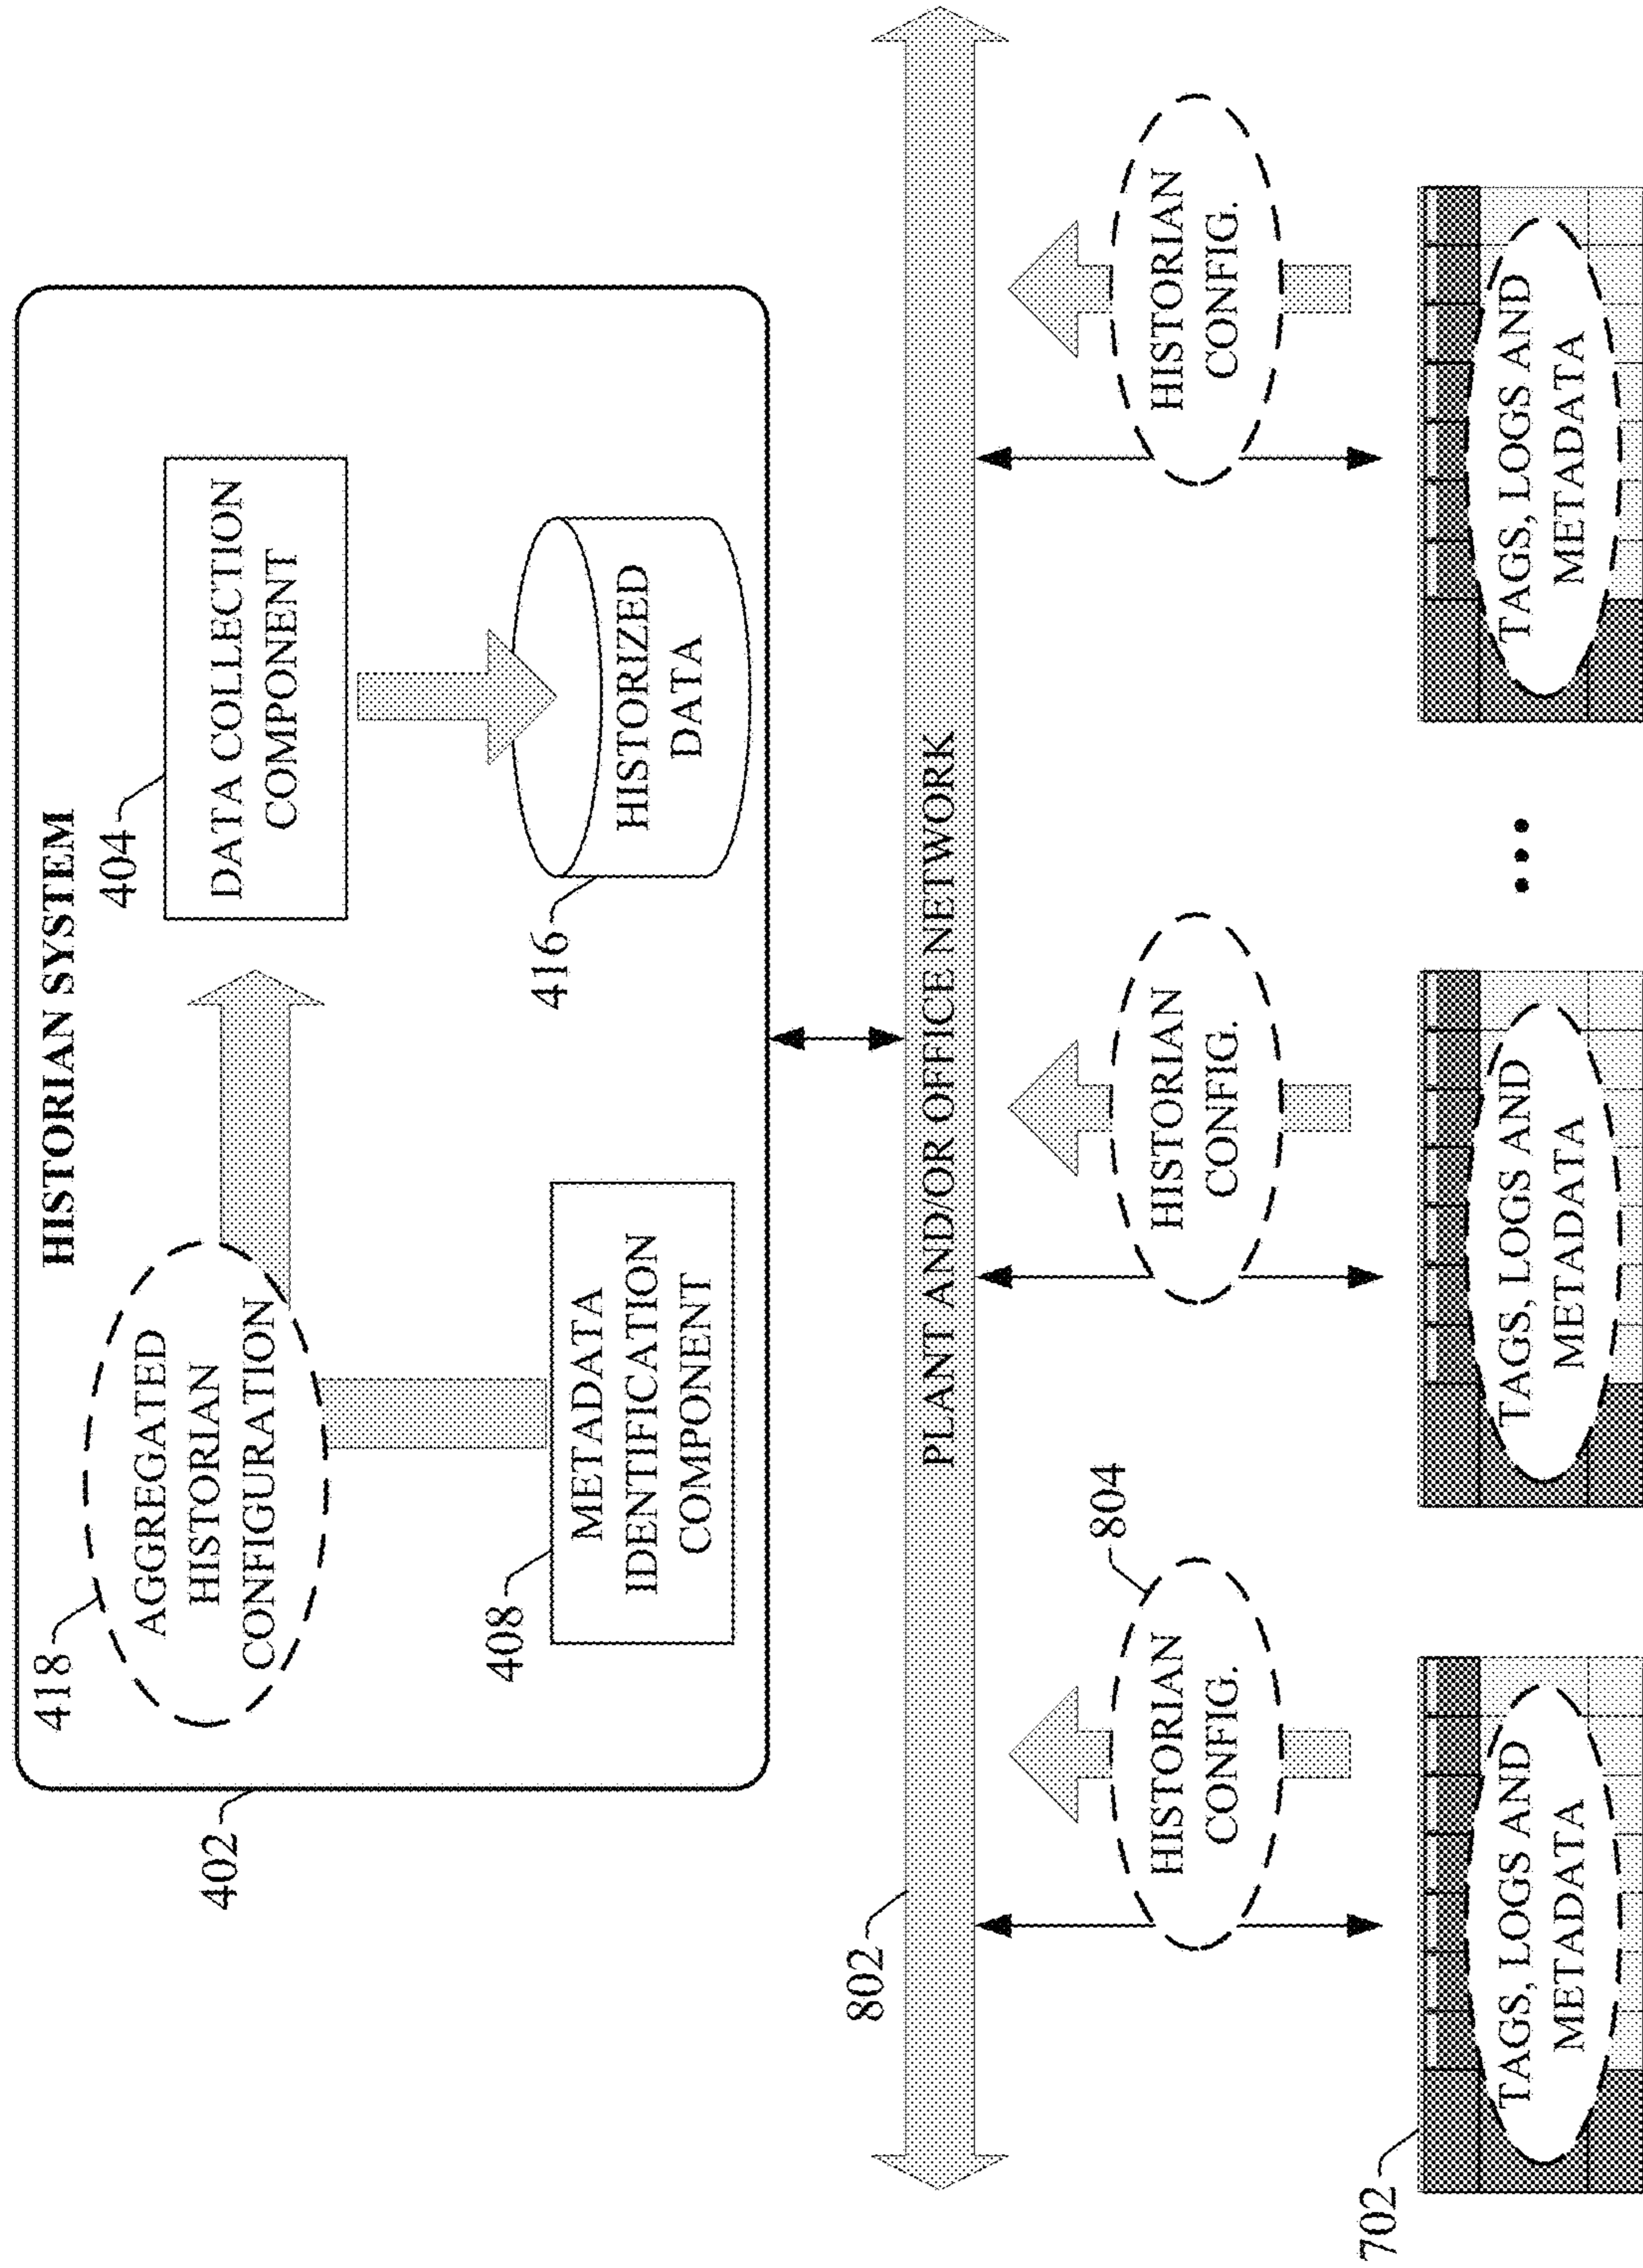 HISTORIAN SYSTEM
402
418
AGGREGATED
HISTORIAN
CONFIGURATION
404
DATA COLLECTION
COMPONENT
408
METADATA
IDENTIFICATION
COMPONENT
416
HISTORIZED
DATA
802
PLANT AND/OR OFFICE NETWORK
HISTORIAN
CONFIG.
804
HISTORIAN
CONFIG.
HISTORIAN
CONFIG.
702
TAGS, LOGS AND
METADATA
TAGS, LOGS AND
METADATA
...
TAGS, LOGS AND
METADATA